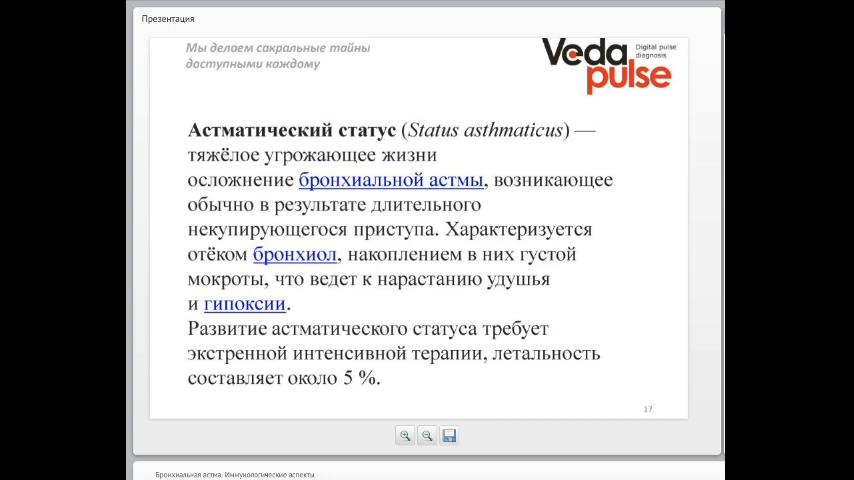 Презентация
Мы делаем сакральные тайны
доступными каждому
Veda
pulse
Digital pulse
diagnosis
Астматический статус (Status asthmaticus) —
тяжёлое угрожающее жизни
осложнение бронхиальной астмы, возникающее
обычно в результате длительного
некупирующегося приступа. Характеризуется
отёком бронхиол, накоплением в них густой
мокроты, что ведет к нарастанию удушья
и гипоксии.
Развитие астматического статуса требует
экстренной интенсивной терапии, летальность
составляет около 5 %.
17
Бронхиальная астма. Иммунологические аспекты